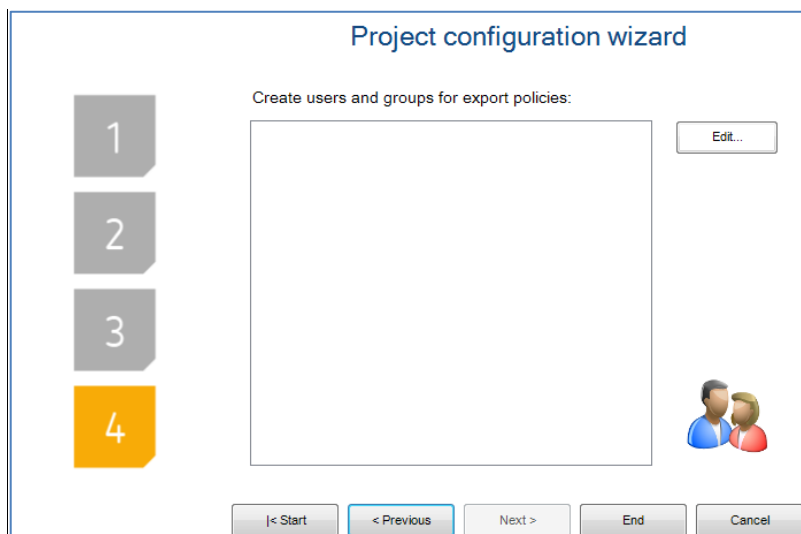 Project configuration wizard
Create users and groups for export policies:
1
Edit...
2
3
4
|< Start
< Previous
Next >
End
Cancel